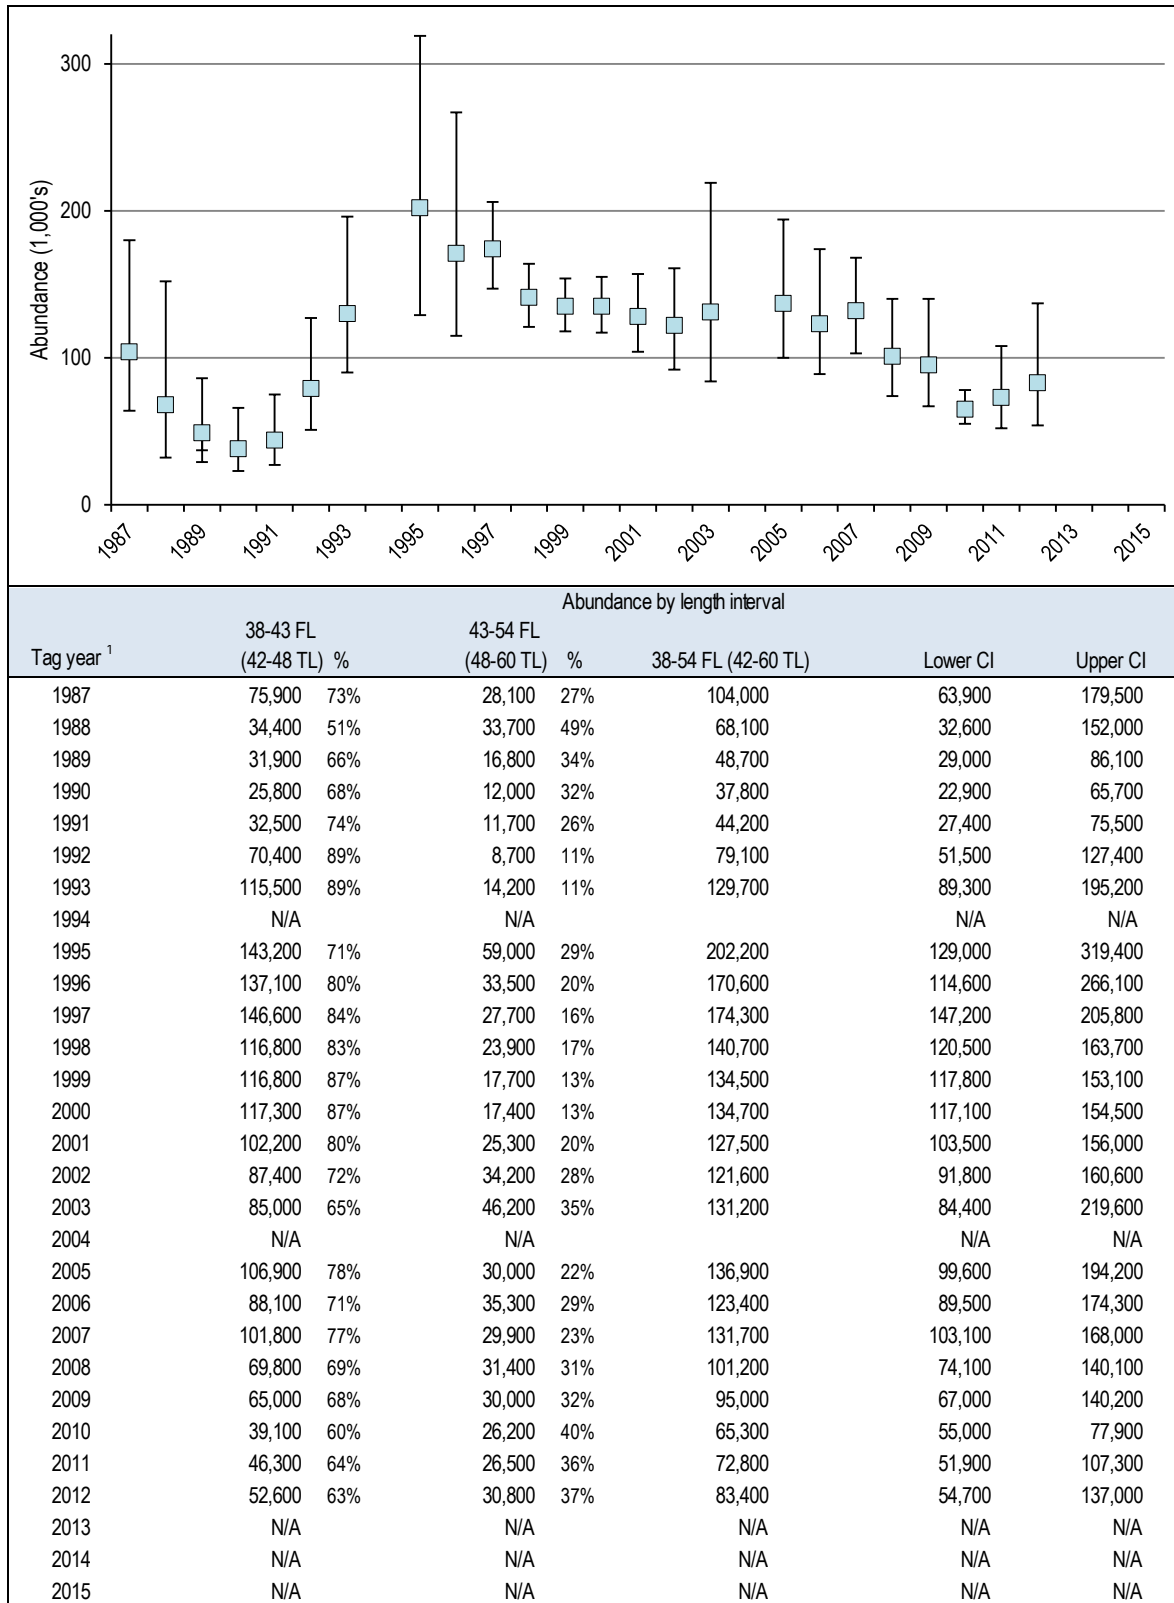 300
200
100
0
Abundance (1,000's)
1987 1989 1991 1993 1995 1997 1999 2001 2003 2005 2007 2009 2011 2013 2015
Abundance by length interval
38-43 FL 43-54 FL
Tag year 1 (42-48 TL) % (48-60 TL) % 38-54 FL (42-60 TL) Lower CI Upper CI
1987 75,900 73% 28,100 27% 104,000 63,900 179,500
1988 34,400 51% 33,700 49% 68,100 32,600 152,000
1989 31,900 66% 16,800 34% 48,700 29,000 86,100
1990 25,800 68% 12,000 32% 37,800 22,900 65,700
1991 32,500 74% 11,700 26% 44,200 27,400 75,500
1992 70,400 89% 8,700 11% 79,100 51,500 127,400
1993 115,500 89% 14,200 11% 129,700 89,300 195,200
1994 N/A N/A N/A N/A
1995 143,200 71% 59,000 29% 202,200 129,000 319,400
1996 137,100 80% 33,500 20% 170,600 114,600 266,100
1997 146,600 84% 27,700 16% 174,300 147,200 205,800
1998 116,800 83% 23,900 17% 140,700 120,500 163,700
1999 116,800 87% 17,700 13% 134,500 117,800 153,100
2000 117,300 87% 17,400 13% 134,700 117,100 154,500
2001 102,200 80% 25,300 20% 127,500 103,500 156,000
2002 87,400 72% 34,200 28% 121,600 91,800 160,600
2003 85,000 65% 46,200 35% 131,200 84,400 219,600
2004 N/A N/A N/A N/A
2005 106,900 78% 30,000 22% 136,900 99,600 194,200
2006 88,100 71% 35,300 29% 123,400 89,500 174,300
2007 101,800 77% 29,900 23% 131,700 103,100 168,000
2008 69,800 69% 31,400 31% 101,200 74,100 140,100
2009 65,000 68% 30,000 32% 95,000 67,000 140,200
2010 39,100 60% 26,200 40% 65,300 55,000 77,900
2011 46,300 64% 26,500 36% 72,800 51,900 107,300
2012 52,600 63% 30,800 37% 83,400 54,700 137,000
2013 N/A N/A N/A N/A N/A
2014 N/A N/A N/A N/A N/A
2015 N/A N/A N/A N/A N/A